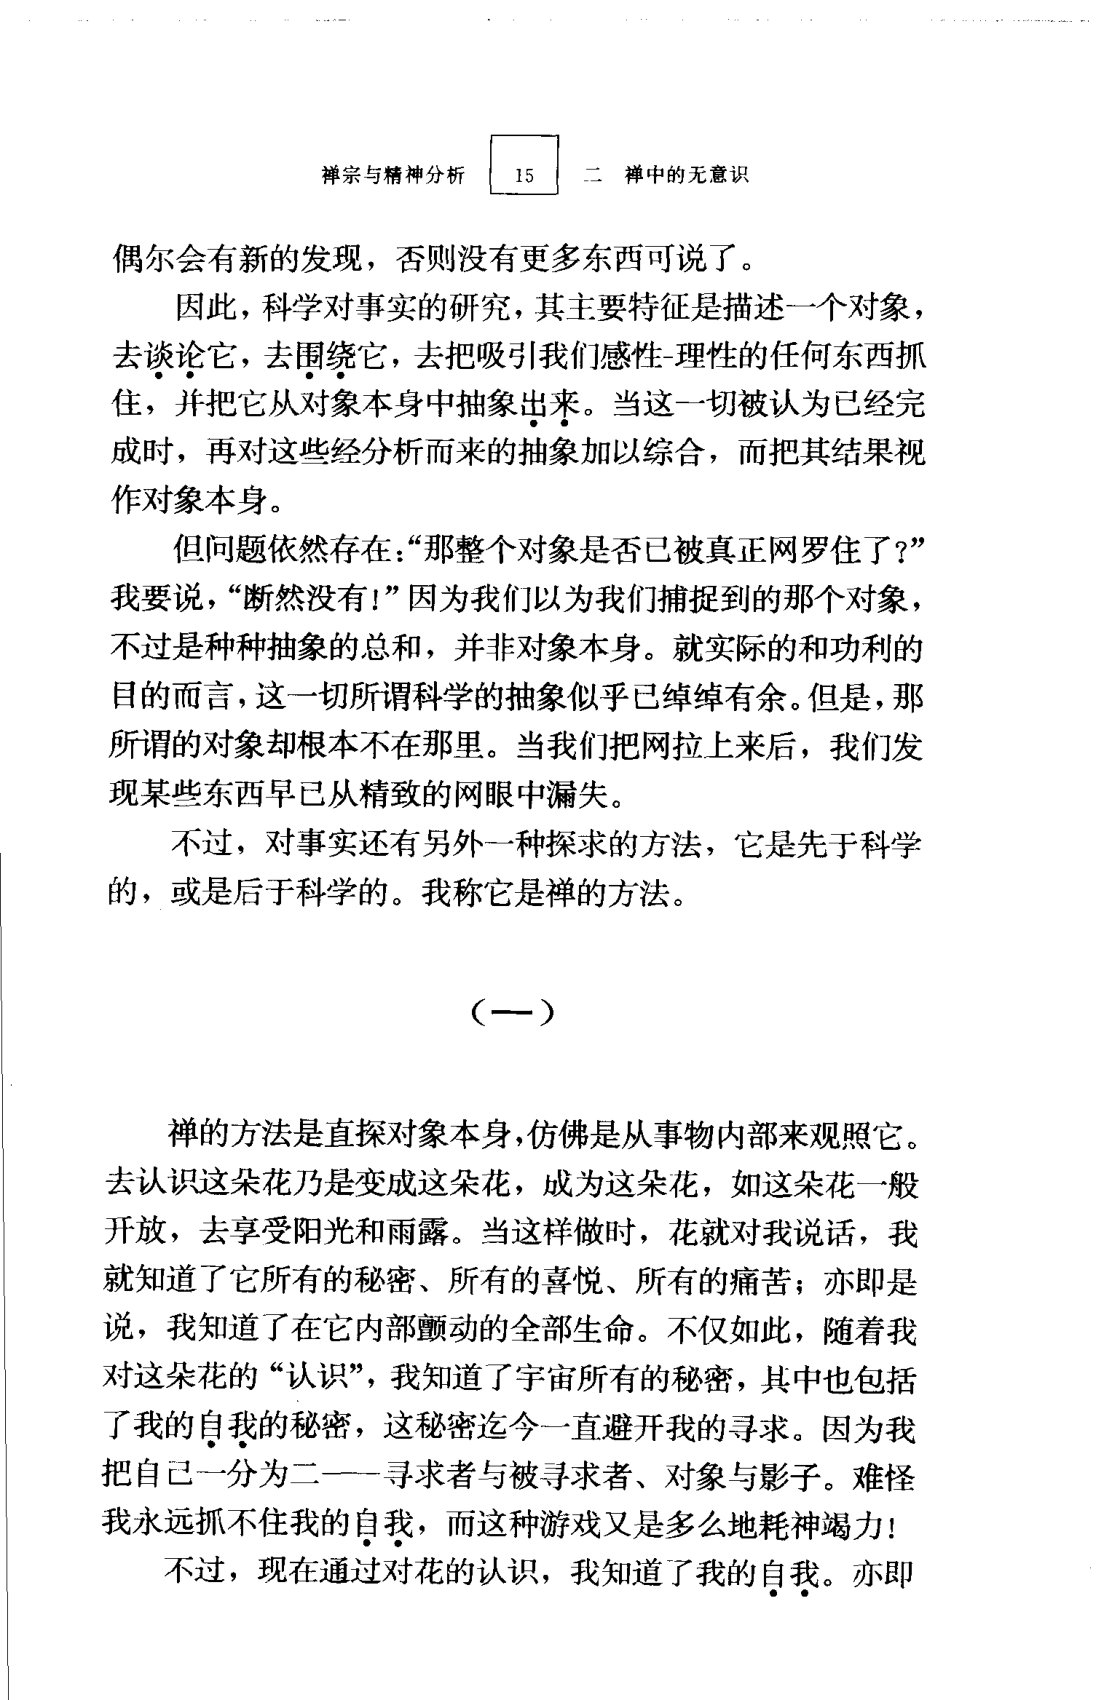 禅宗与精神分析 15 二 禅中的无意识
偶尔会有新的发现，否则没有更多东西可说了。
因此，科学对事实的研究，其主要特征是描述一个对象，
去谈论它，去围绕它，去把吸引我们感性-理性的任何东西抓
住，并把它从对象本身中抽象出来。当这一切被认为已经完
成时，再对这些经分析而来的抽象加以综合，而把其结果视
作对象本身。
但问题依然存在：“那整个对象是否已被真正网罗住了？”
我要说，“断然没有！”因为我们以为我们捕捉到的那个对象，
不过是种种抽象的总和，并非对象本身。就实际的和功利的
目的而言，这一切所谓科学的抽象似乎已绰绰有余。但是，那
所谓的对象却根本不在那里。当我们把网拉上来后，我们发
现某些东西早已从精致的网眼中漏失。
不过，对事实还有另外一种探求的方法，它是先于科学
的，或是后于科学的。我称它是禅的方法。
（一）
禅的方法是直探对象本身，仿佛是从事物内部来观照它。
去认识这朵花乃是变成这朵花，成为这朵花，如这朵花一般
开放，去享受阳光和雨露。当这样做时，花就对我说话，我
就知道了它所有的秘密、所有的喜悦、所有的痛苦；亦即是
说，我知道了在它内部颤动的全部生命。不仅如此，随着我
对这朵花的“认识”，我知道了宇宙所有的秘密，其中也包括
了我的自我的秘密，这秘密迄今一直避开我的寻求。因为我
把自己一分为二——寻求者与被寻求者、对象与影子。难怪
我永远抓不住我的自我，而这种游戏又是多么地耗神竭力！
不过，现在通过对花的认识，我知道了我的自我。亦即